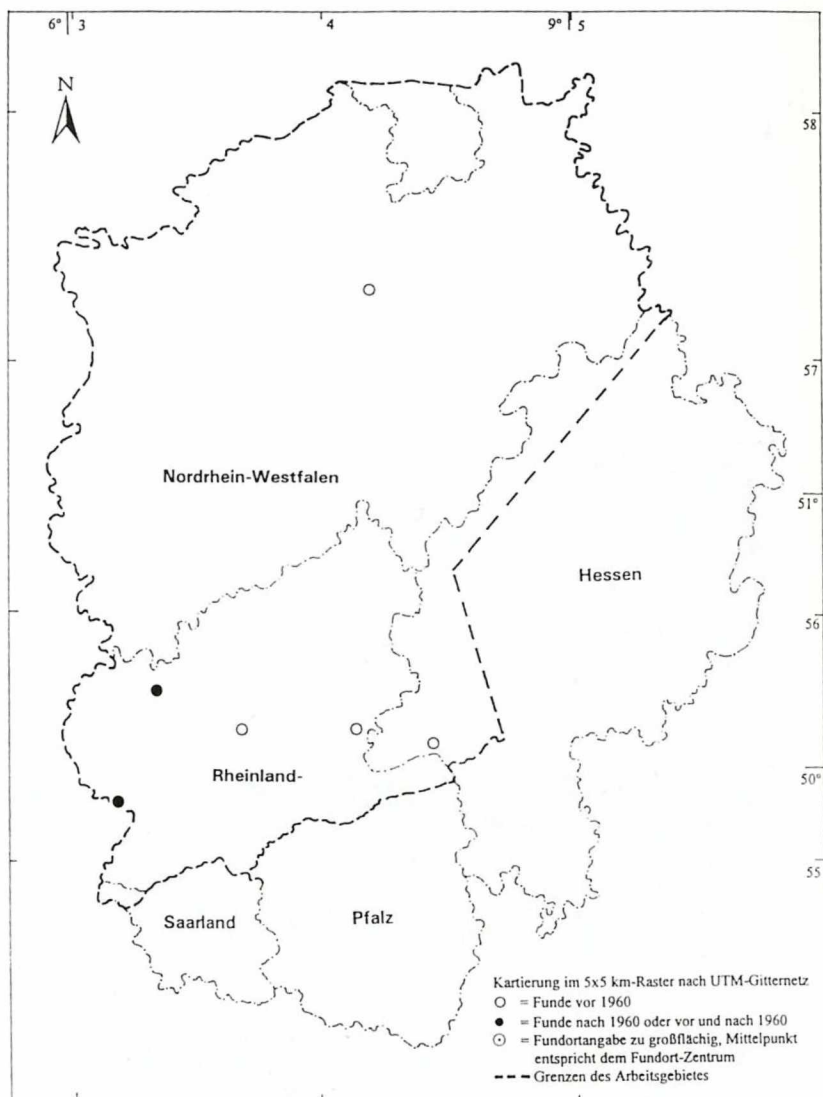 6° 3 4 9° 5
N
58
57
Nordrhein-Westfalen
51°
Hessen
56
Rheinland-
50°
55
Saarland
Pfalz
Kartierung im 5x5 km-Raster nach UTM-Gitternetz
= Funde vor 1960
= Funde nach 1960 oder vor und nach 1960
= Fundortangabe zu großflächig, Mittelpunkt
entspricht dem Fundort-Zentrum
Grenzen des Arbeitsgebietes